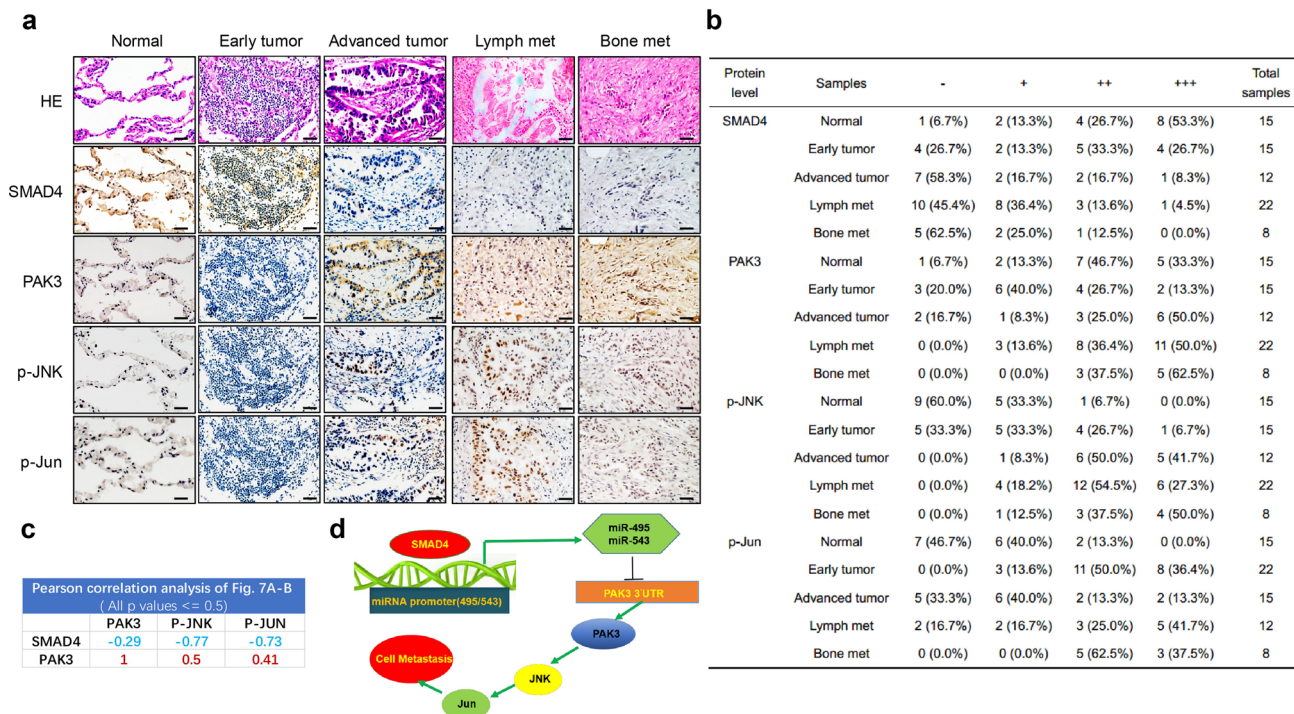 a
Normal Early tumor Advanced tumor Lymph met Bone met
HE
SMAD4
PAK3
p-JNK
p-Jun
b
Protein level Samples - + ++ +++ Total samples
SMAD4 Normal 1 (6.7%) 2 (13.3%) 4 (26.7%) 8 (53.3%) 15
Early tumor 4 (26.7%) 2 (13.3%) 5 (33.3%) 4 (26.7%) 15
Advanced tumor 7 (58.3%) 2 (16.7%) 2 (16.7%) 1 (8.3%) 12
Lymph met 10 (45.4%) 8 (36.4%) 3 (13.6%) 1 (4.5%) 22
Bone met 5 (62.5%) 2 (25.0%) 1 (12.5%) 0 (0.0%) 8
PAK3 Normal 1 (6.7%) 2 (13.3%) 7 (46.7%) 5 (33.3%) 15
Early tumor 3 (20.0%) 6 (40.0%) 4 (26.7%) 2 (13.3%) 15
Advanced tumor 2 (16.7%) 1 (8.3%) 3 (25.0%) 6 (50.0%) 12
Lymph met 0 (0.0%) 3 (13.6%) 8 (36.4%) 11 (50.0%) 22
Bone met 0 (0.0%) 0 (0.0%) 3 (37.5%) 5 (62.5%) 8
p-JNK Normal 9 (60.0%) 5 (33.3%) 1 (6.7%) 0 (0.0%) 15
Early tumor 5 (33.3%) 5 (33.3%) 4 (26.7%) 1 (6.7%) 15
Advanced tumor 0 (0.0%) 1 (8.3%) 6 (50.0%) 5 (41.7%) 12
Lymph met 0 (0.0%) 4 (18.2%) 12 (54.5%) 6 (27.3%) 22
Bone met 0 (0.0%) 1 (12.5%) 3 (37.5%) 4 (50.0%) 8
p-Jun Normal 7 (46.7%) 6 (40.0%) 2 (13.3%) 0 (0.0%) 15
Early tumor 0 (0.0%) 3 (13.6%) 11 (50.0%) 8 (36.4%) 22
Advanced tumor 5 (33.3%) 6 (40.0%) 2 (13.3%) 2 (13.3%) 15
Lymph met 2 (16.7%) 2 (16.7%) 3 (25.0%) 5 (41.7%) 12
Bone met 0 (0.0%) 0 (0.0%) 5 (62.5%) 3 (37.5%) 8
c
Pearson correlation analysis of Fig. 7A-B
( All p values <= 0.5)
PAK3 P-JNK P-JUN
SMAD4 -0.29 -0.77 -0.73
PAK3 1 0.5 0.41
d
SMAD4
miRNA promoter(495/543)
miR-495
miR-543
PAK3 3'UTR
PAK3
JNK
Jun
Cell Metastasis